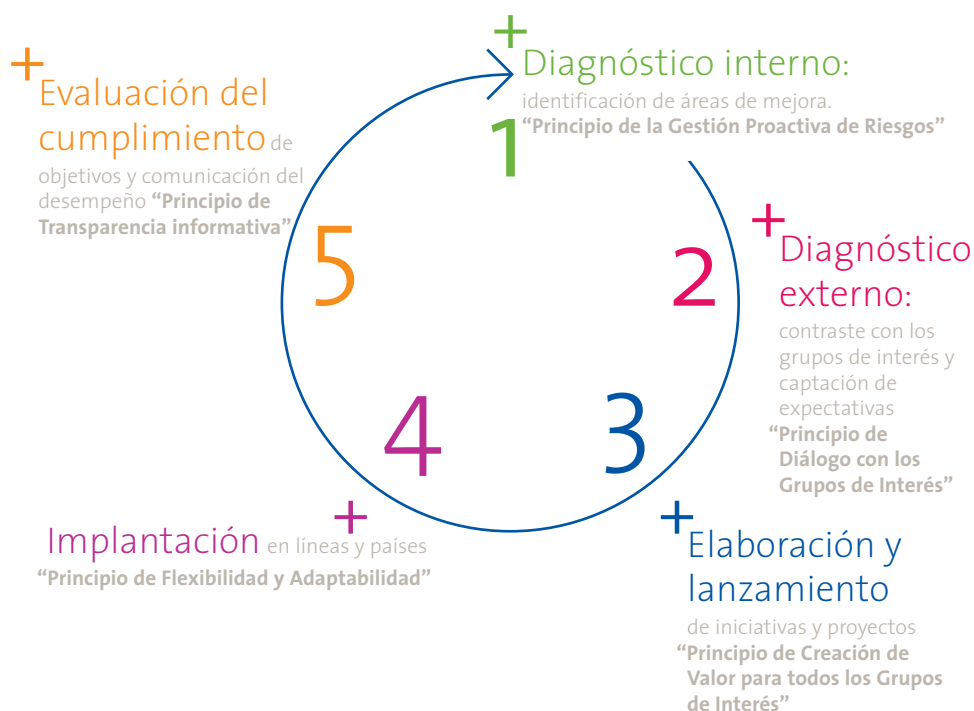 +
Diagnóstico interno:
identificación de áreas de mejora.
“Principio de la Gestión Proactiva de Riesgos”
1
+
Diagnóstico
externo:
contraste con los
grupos de interés y
captación de
expectativas
“Principio de
Diálogo con los
Grupos de Interés”
2
+
Elaboración y
lanzamiento
de iniciativas y proyectos
“Principio de Creación de
Valor para todos los Grupos
de Interés”
3
+
Implantación en líneas y países
“Principio de Flexibilidad y Adaptabilidad”
4
+
Evaluación del
cumplimiento de
objetivos y comunicación del
desempeño “Principio de
Transparencia informativa”
5